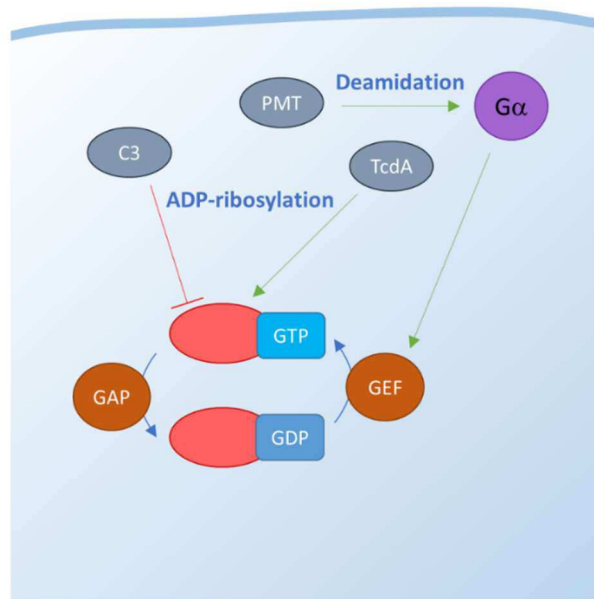 Deamidation
PMT
Gα
C3
TcdA
ADP-ribosylation
GTP
GAP
GEF
GDP